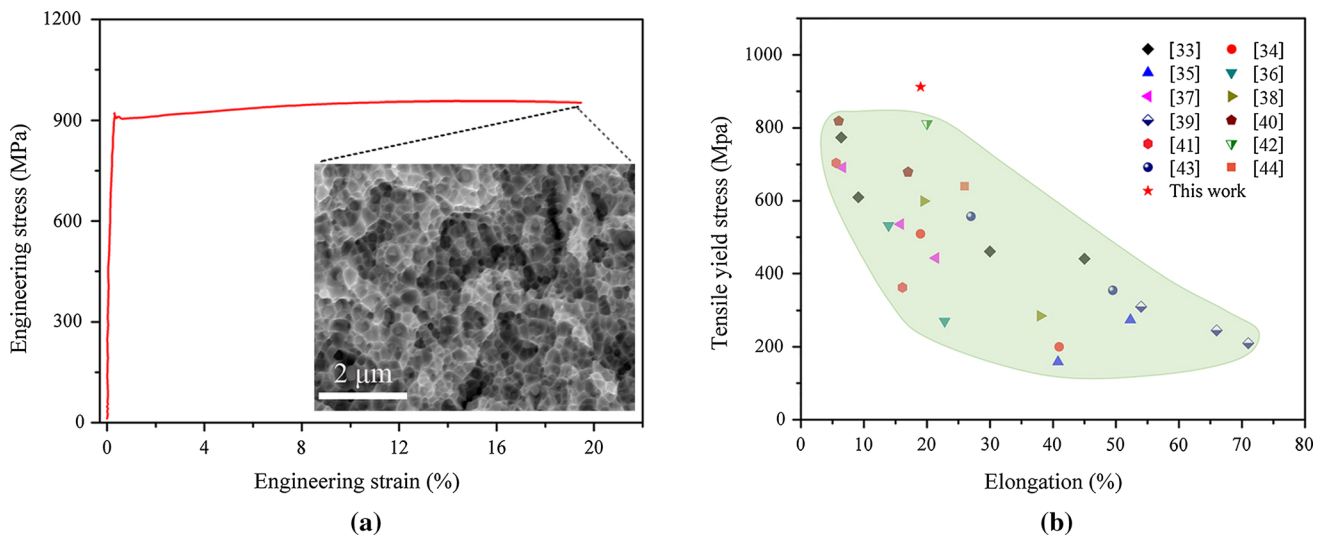 1200
900
600
300
0
Engineering stress (MPa)
2 μm
0 4 8 12 16 20
Engineering strain (%)
(a)
1000
800
600
400
200
0
Tensile yield stress (Mpa)
[33] [34]
[35] [36]
[37] [38]
[39] [40]
[41] [42]
[43] [44]
This work
0 10 20 30 40 50 60 70 80
Elongation (%)
(b)